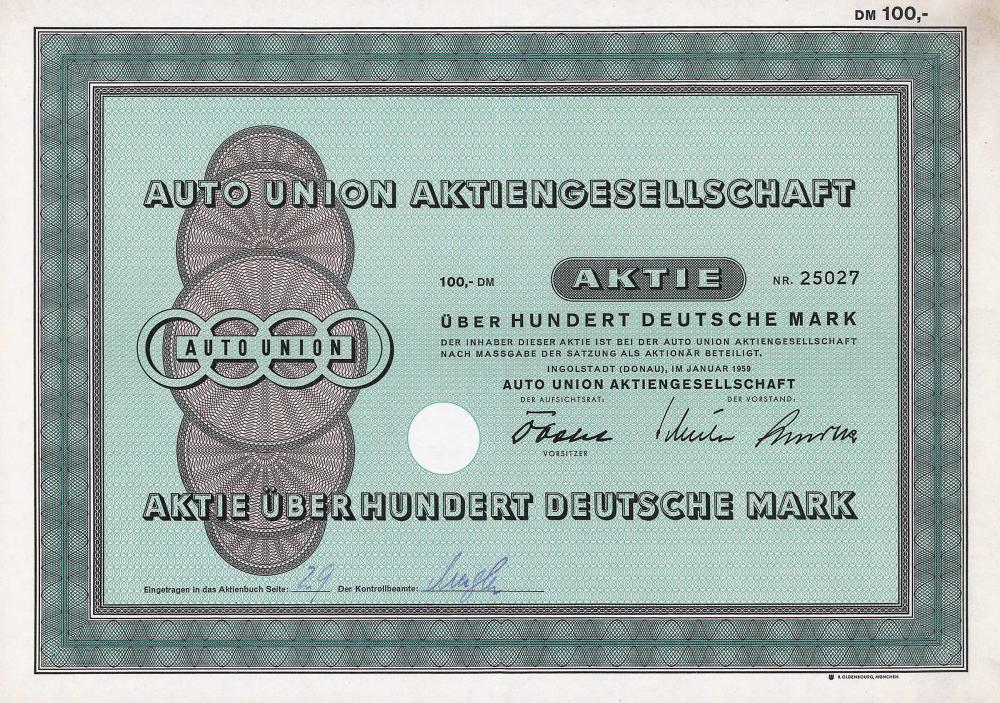 DM 100,-
AUTO UNION AKTIENGESELLSCHAFT
100,- DM AKTIE NR. 25027
ÜBER HUNDERT DEUTSCHE MARK
DER INHABER DIESER AKTIE IST BEI DER AUTO UNION AKTIENGESELLSCHAFT
NACH MASSGABE DER SATZUNG ALS AKTIONÄR BETEILIGT.
AUTO UNION
INGOLSTADT (DONAU), IM JANUAR 1959
AUTO UNION AKTIENGESELLSCHAFT
DER AUFSICHTSRAT: DER VORSTAND:
VORSITZER
AKTIE ÜBER HUNDERT DEUTSCHE MARK
Eingetragen in das Aktienbuch Seite: 29 Der Kontrollbeamte:
R. OLDENBOURG, MÜNCHEN